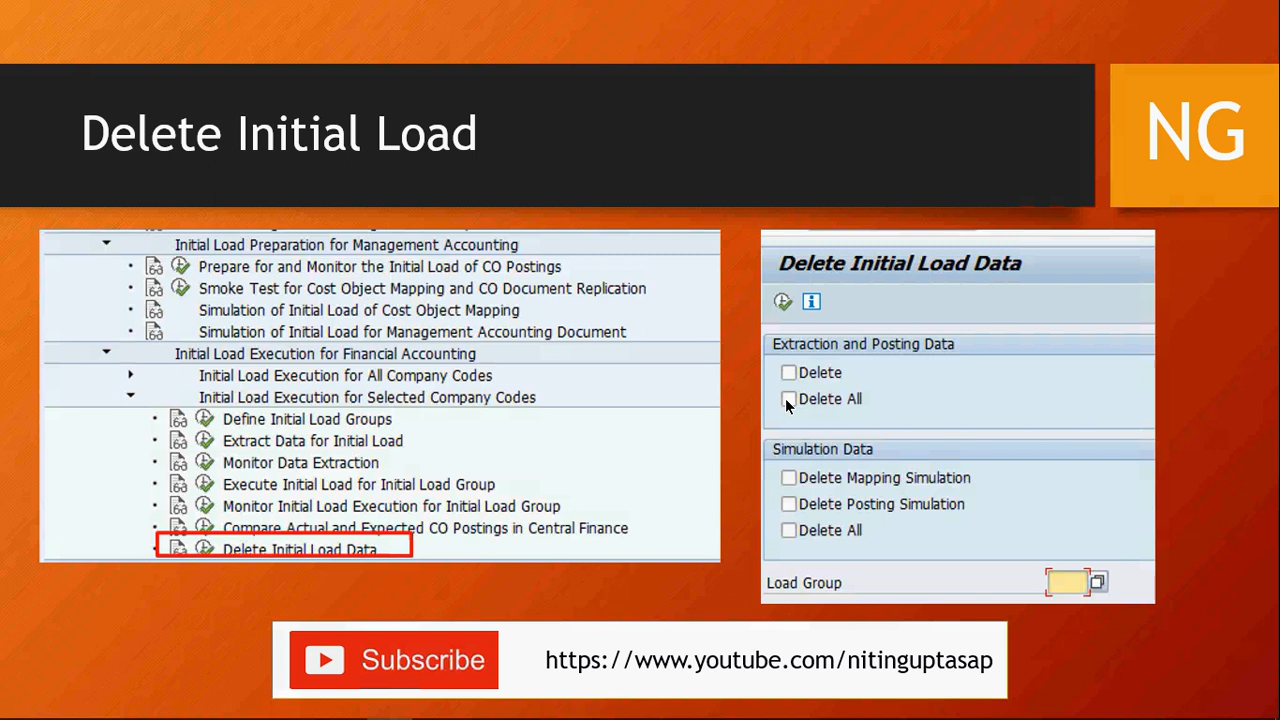 Delete Initial Load
NG
Initial Load Preparation for Management Accounting
Prepare for and Monitor the Initial Load of CO Postings
Smoke Test for Cost Object Mapping and CO Document Replication
Simulation of Initial Load of Cost Object Mapping
Simulation of Initial Load for Management Accounting Document
Initial Load Execution for Financial Accounting
Initial Load Execution for All Company Codes
Initial Load Execution for Selected Company Codes
Define Initial Load Groups
Extract Data for Initial Load
Monitor Data Extraction
Execute Initial Load for Initial Load Group
Monitor Initial Load Execution for Initial Load Group
Compare Actual and Expected CO Postings in Central Finance
Delete Initial Load Data
Delete Initial Load Data
Extraction and Posting Data
Delete
Delete All
Simulation Data
Delete Mapping Simulation
Delete Posting Simulation
Delete All
Load Group
Subscribe
https://www.youtube.com/nitinguptasap